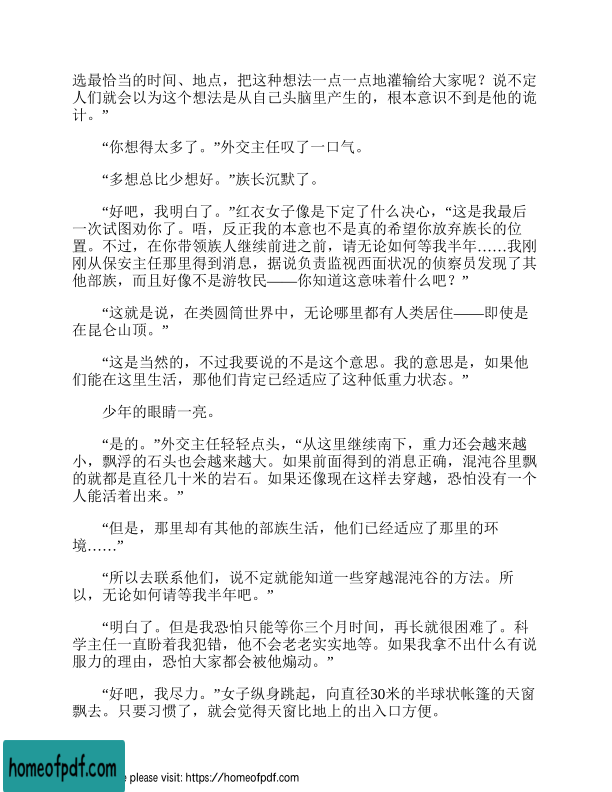 选最恰当的时间、地点，把这种想法一点一点地灌输给大家呢？说不定
人们就会以为这个想法是从自己头脑里产生的，根本意识不到是他的诡
计。”
“你想得太多了。”外交主任叹了一口气。
“多想总比少想好。”族长沉默了。
“好吧，我明白了。”红衣女子像是下定了什么决心，“这是我最后
一次试图劝你了。唔，反正我的本意也不是真的希望你放弃族长的位
置。不过，在你带领族人继续前进之前，请无论如何等我半年……我刚
刚从保安主任那里得到消息，据说负责监视西面状况的侦察员发现了其
他部族，而且好像不是游牧民——你知道这意味着什么吧？”
“这就是说，在类圆筒世界中，无论哪里都有人类居住——即使是
在昆仑山顶。”
“这是当然的，不过我要说的不是这个意思。我的意思是，如果他
们能在这里生活，那他们肯定已经适应了这种低重力状态。”
少年的眼睛一亮。
“是的。”外交主任轻轻点头，“从这里继续南下，重力还会越来越
小，飘浮的石头也会越来越大。如果前面得到的消息正确，混沌谷里飘
的就都是直径几十米的岩石。如果还像现在这样去穿越，恐怕没有一个
人能活着出来。”
“但是，那里却有其他的部族生活，他们已经适应了那里的环
境……”
“所以去联系他们，说不定就能知道一些穿越混沌谷的方法。所
以，无论如何请等我半年吧。”
“明白了。但是我恐怕只能等你三个月时间，再长就很困难了。科
学主任一直盼着我犯错，他不会老老实实地等。如果我拿不出什么有说
服力的理由，恐怕大家都会被他煽动。”
“好吧，我尽力。”女子纵身跳起，向直径30米的半球状帐篷的天窗
飘去。只要习惯了，就会觉得天窗比地上的出入口方便。
homeofpdf.com
e please visit: https://homeofpdf.com